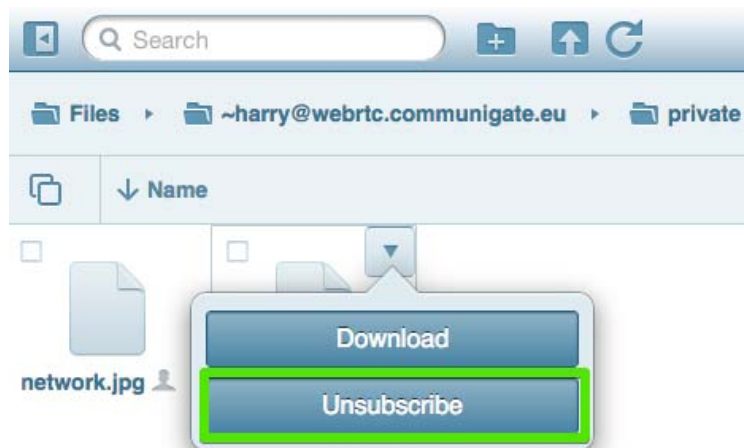 Search
Files ~harry@webrtc.communigate.eu private
Name
Download
network.jpg
Unsubscribe